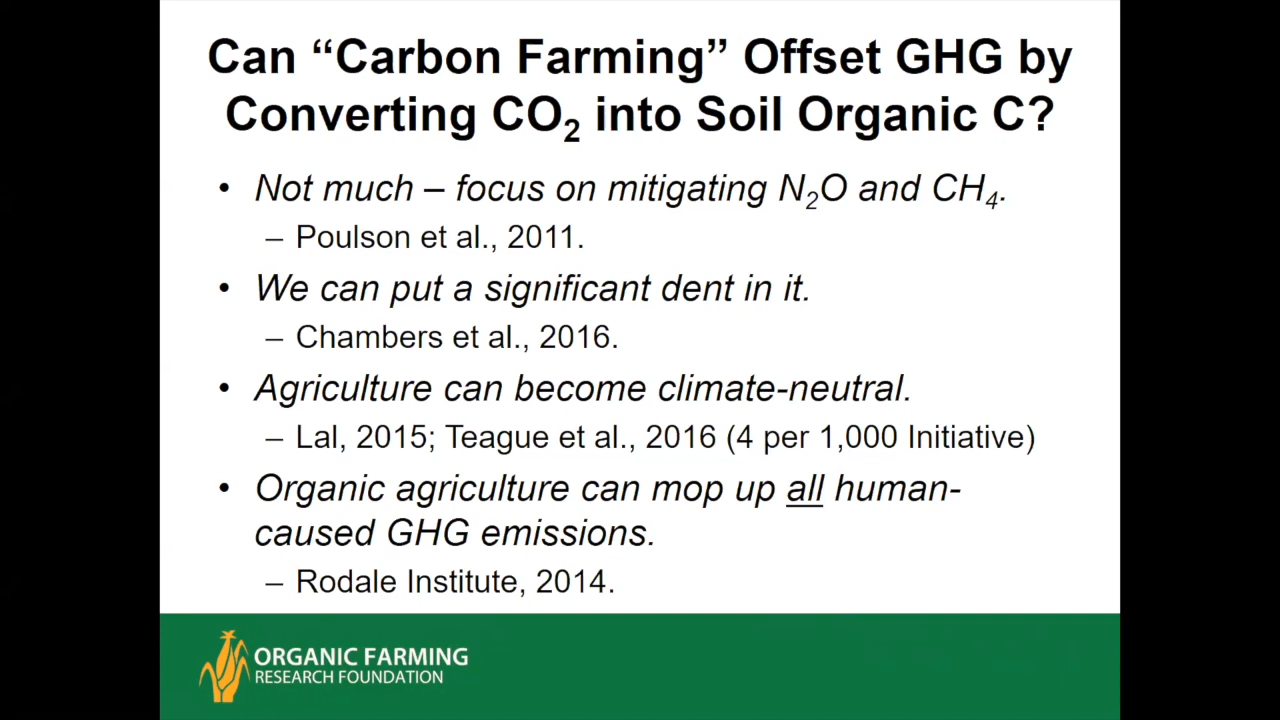 Can “Carbon Farming” Offset GHG by
Converting CO₂ into Soil Organic C?
• Not much – focus on mitigating N₂O and CH₄.
– Poulson et al., 2011.
• We can put a significant dent in it.
– Chambers et al., 2016.
• Agriculture can become climate-neutral.
– Lal, 2015; Teague et al., 2016 (4 per 1,000 Initiative)
• Organic agriculture can mop up all human-
caused GHG emissions.
– Rodale Institute, 2014.
ORGANIC FARMING
RESEARCH FOUNDATION